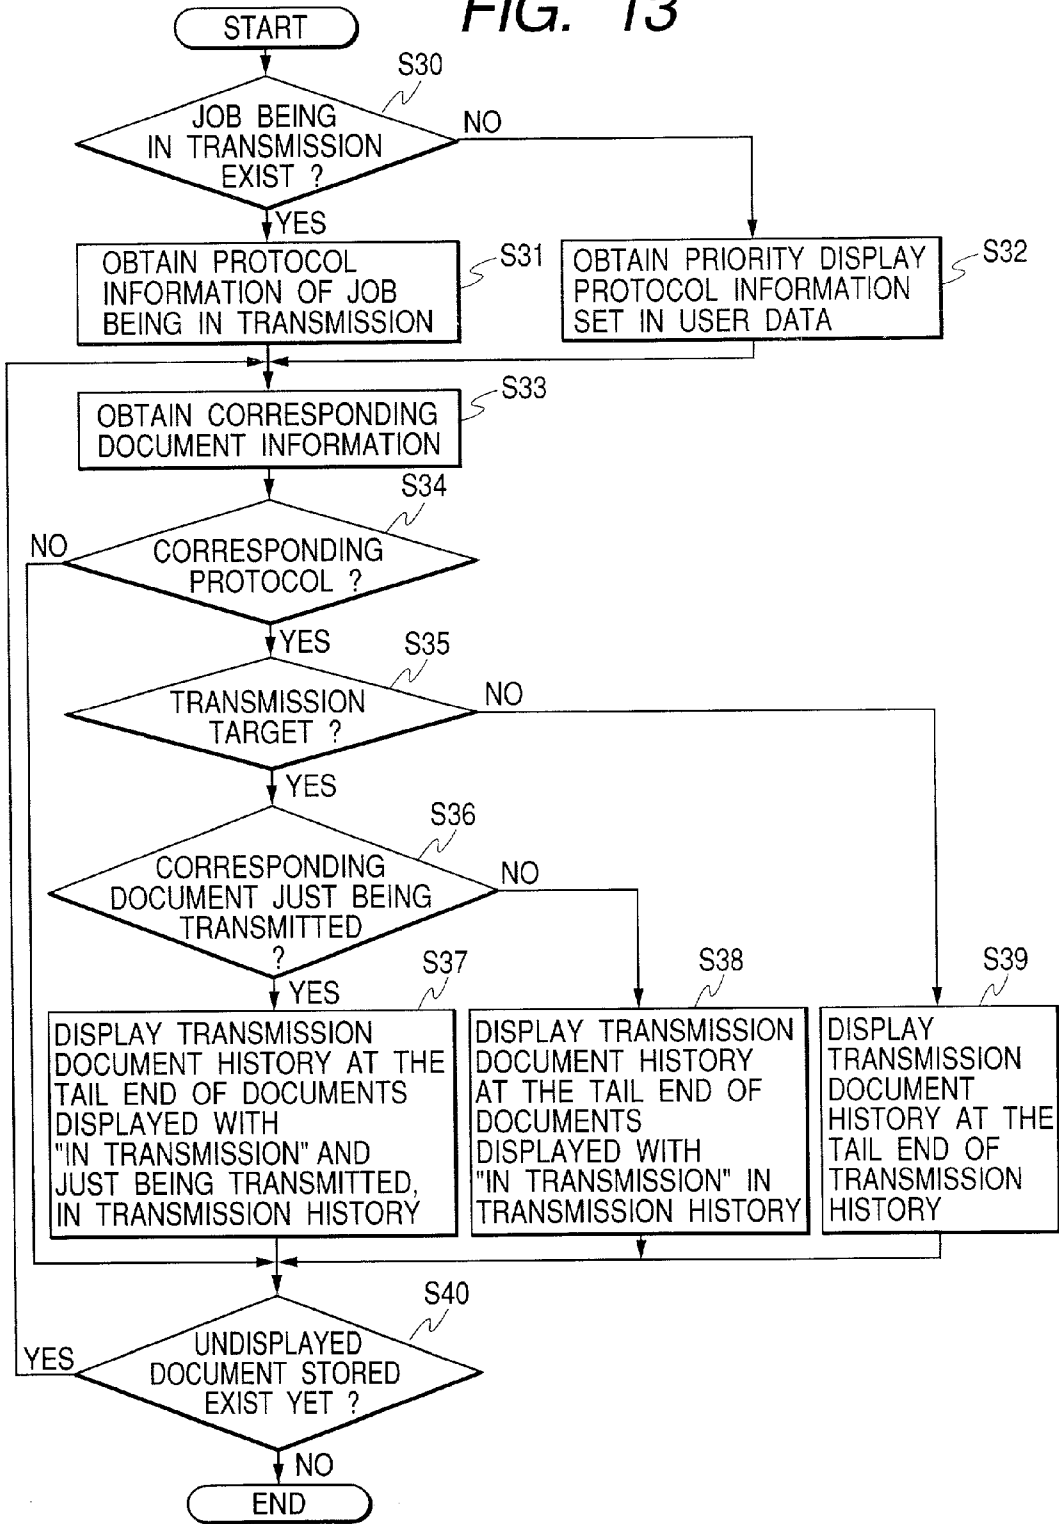 FIG. 13
START
S30
JOB BEING
IN TRANSMISSION
EXIST ?
NO
YES
OBTAIN PROTOCOL
INFORMATION OF JOB
BEING IN TRANSMISSION
S31
OBTAIN PRIORITY DISPLAY
PROTOCOL INFORMATION
SET IN USER DATA
S32
OBTAIN CORRESPONDING
DOCUMENT INFORMATION
S33
S34
NO
CORRESPONDING
PROTOCOL ?
YES
S35
TRANSMISSION
TARGET ?
NO
YES
S36
CORRESPONDING
DOCUMENT JUST BEING
TRANSMITTED
?
NO
YES
S37
DISPLAY TRANSMISSION
DOCUMENT HISTORY AT THE
TAIL END OF DOCUMENTS
DISPLAYED WITH
"IN TRANSMISSION" AND
JUST BEING TRANSMITTED,
IN TRANSMISSION HISTORY
S38
DISPLAY TRANSMISSION
DOCUMENT HISTORY
AT THE TAIL END OF
DOCUMENTS
DISPLAYED WITH
"IN TRANSMISSION" IN
TRANSMISSION HISTORY
S39
DISPLAY
TRANSMISSION
DOCUMENT
HISTORY AT THE
TAIL END OF
TRANSMISSION
HISTORY
S40
YES
UNDISPLAYED
DOCUMENT STORED
EXIST YET ?
NO
END